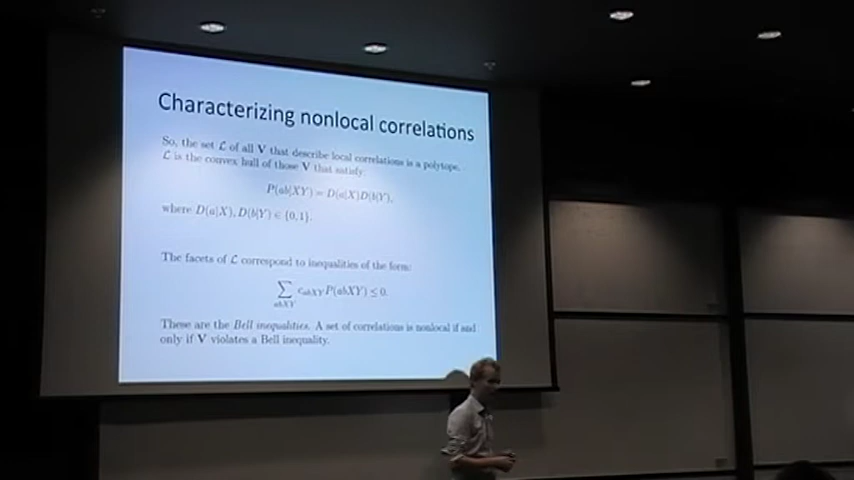 Characterizing nonlocal correlations
So, the set ℒ of all V that describe local correlations is a polytope.
ℒ is the convex hull of those V that satisfy:
P(ab|XY) = D(a|X)D(b|Y),
where D(a|X), D(b|Y) ∈ {0,1}.
The facets of ℒ correspond to inequalities of the form:
∑ c_abXY P(abXY) ≤ 0.
abXY
These are the Bell inequalities. A set of correlations is nonlocal if and
only if V violates a Bell inequality.